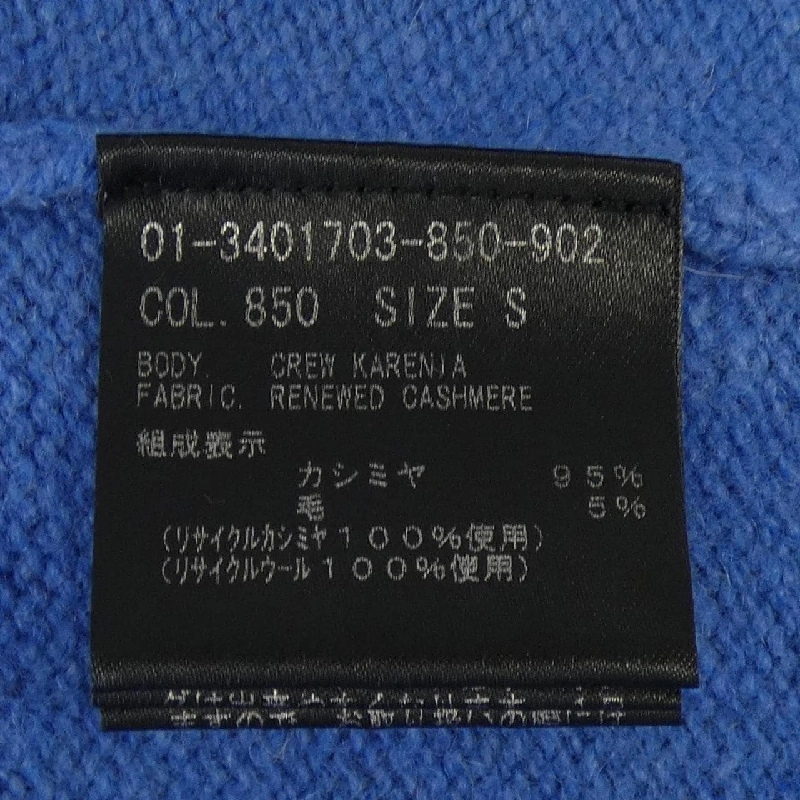 01-3401703-850-902
COL. 850 SIZE S
BODY. CREW KARENIA
FABRIC. RENEWED CASHMERE
組成表示
カシミヤ 95%
毛 5%
(リサイクルカシミヤ100%使用)
(リサイクルウール100%使用)